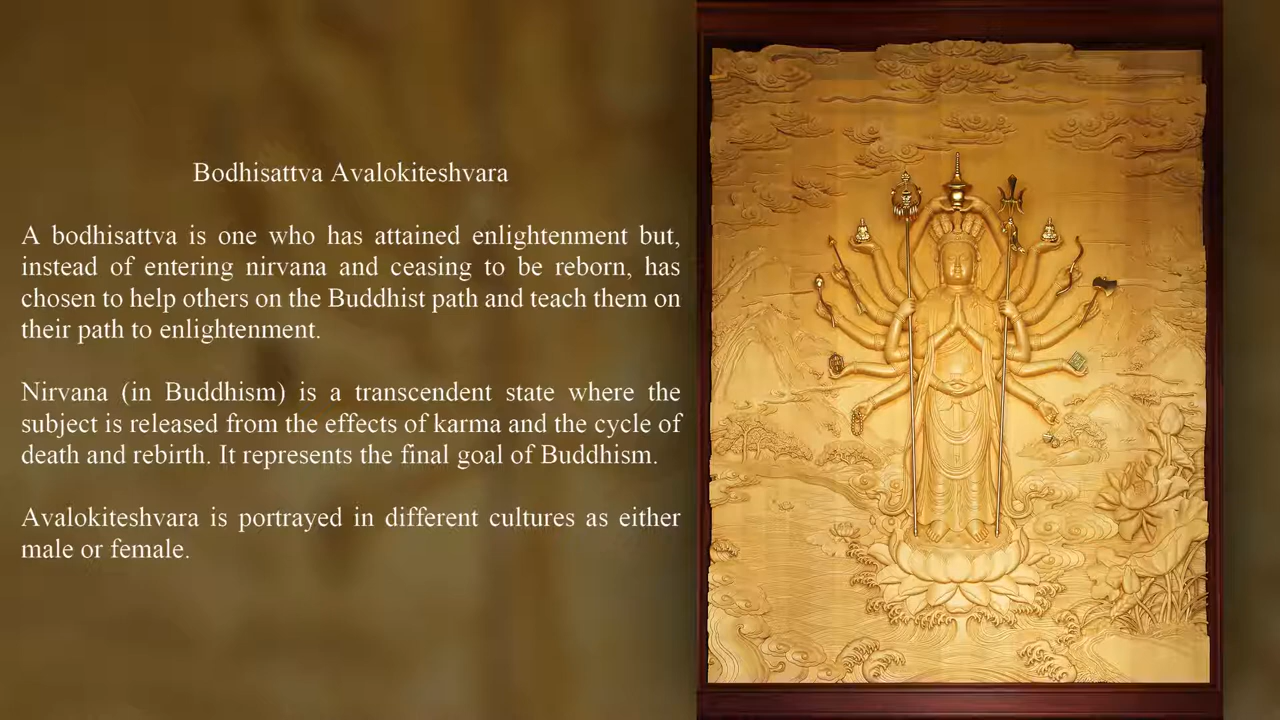 Bodhisattva Avalokiteshvara
A bodhisattva is one who has attained enlightenment but,
instead of entering nirvana and ceasing to be reborn, has
chosen to help others on the Buddhist path and teach them on
their path to enlightenment.
Nirvana (in Buddhism) is a transcendent state where the
subject is released from the effects of karma and the cycle of
death and rebirth. It represents the final goal of Buddhism.
Avalokiteshvara is portrayed in different cultures as either
male or female.